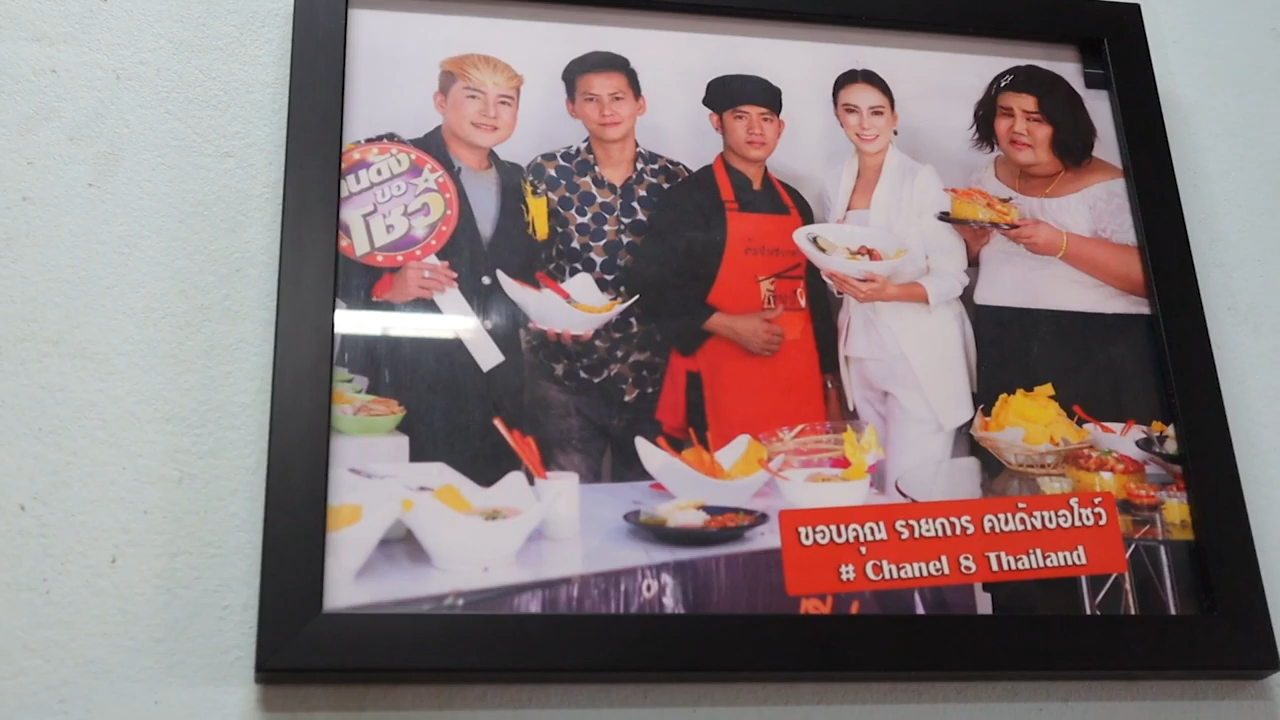 นดัง
ขอ
โชว์
ขอบคุณ รายการ คนดังขอโชว์
# Chanel 8 Thailand